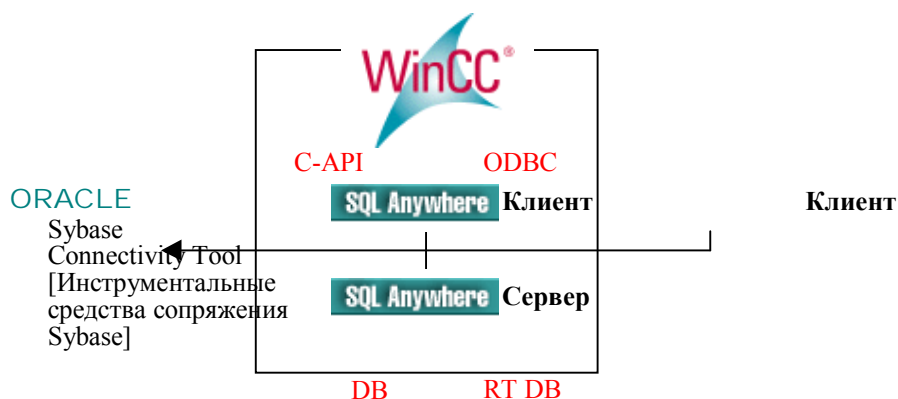 WinCC®
C-API ODBC
ORACLE
SQL Anywhere Клиент
Клиент
Sybase
Connectivity Tool
[Инструментальные
средства сопряжения
Sybase]
SQL Anywhere Сервер
DB RT DB